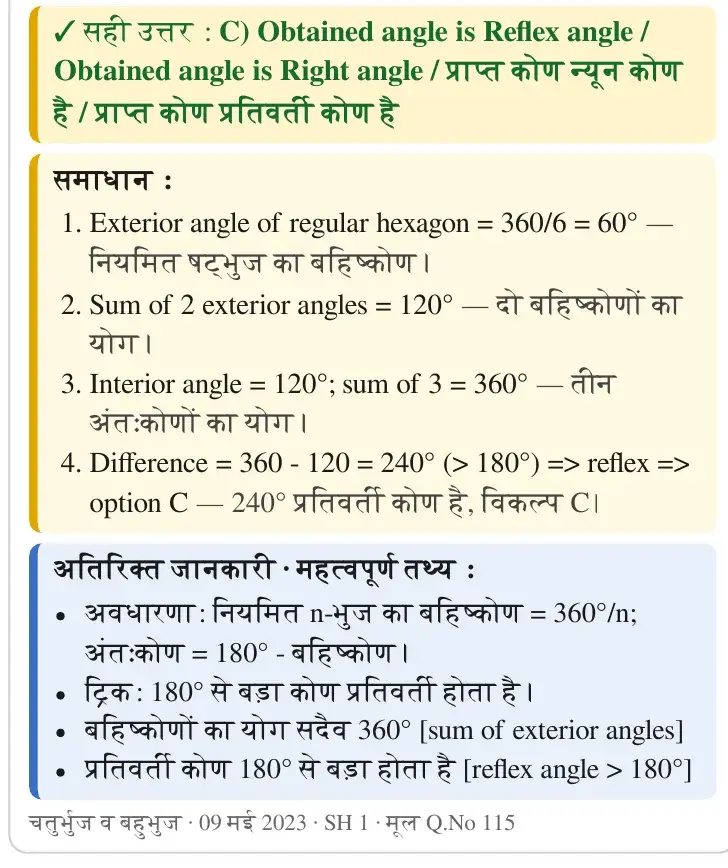 ✓ सही उत्तर : C) Obtained angle is Reflex angle /
Obtained angle is Right angle / प्राप्त कोण न्यून कोण
है / प्राप्त कोण प्रतिवर्ती कोण है
समाधान :
1. Exterior angle of regular hexagon = 360/6 = 60° —
नियमित षट्भुज का बहिष्कोण।
2. Sum of 2 exterior angles = 120° — दो बहिष्कोणों का
योग।
3. Interior angle = 120°; sum of 3 = 360° — तीन
अंतःकोणों का योग।
4. Difference = 360 - 120 = 240° (> 180°) => reflex =>
option C — 240° प्रतिवर्ती कोण है, विकल्प C।
अतिरिक्त जानकारी · महत्वपूर्ण तथ्य :
• अवधारणा : नियमित n-भुज का बहिष्कोण = 360°/n;
अंतःकोण = 180° - बहिष्कोण।
• ट्रिक : 180° से बड़ा कोण प्रतिवर्ती होता है।
• बहिष्कोणों का योग सदैव 360° [sum of exterior angles]
• प्रतिवर्ती कोण 180° से बड़ा होता है [reflex angle > 180°]
चतुर्भुज व बहुभुज · 09 मई 2023 · SH 1 · मूल Q.No 115